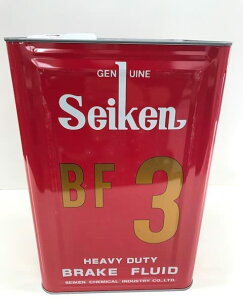 GENUINE
Seiken
BF 3
HEAVY DUTY
BRAKE FLUID
SEIKEN CHEMICAL INDUSTRY CO.,LTD.